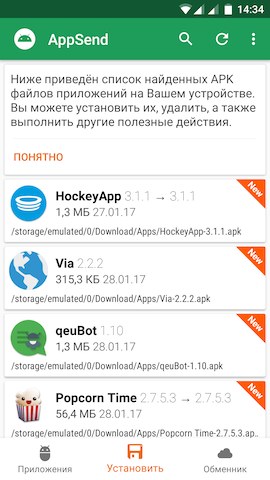 14:34
AppSend
Ниже приведён список найденных APK
файлов приложений на Вашем устройстве.
Вы можете установить их, удалить, а также
выполнить другие полезные действия.
ПОНЯТНО
HockeyApp 3.1.1 → 3.1.1
1,3 МБ 27.01.17
/storage/emulated/0/Download/Apps/HockeyApp-3.1.1.apk
New
Via 2.2.2
315,3 КБ 28.01.17
/storage/emulated/0/Download/Apps/Via-2.2.2.apk
New
qeuBot 1.10
1,3 МБ 28.01.17
/storage/emulated/0/Download/Apps/qeuBot-1.10.apk
New
Popcorn Time 2.7.5.3 → 2.7.5.3
56,4 МБ 28.01.17
/storage/emulated/0/Download/Apps/Popcorn Time-2.7.5.3.ap..
New
Приложения
Установить
Обменник